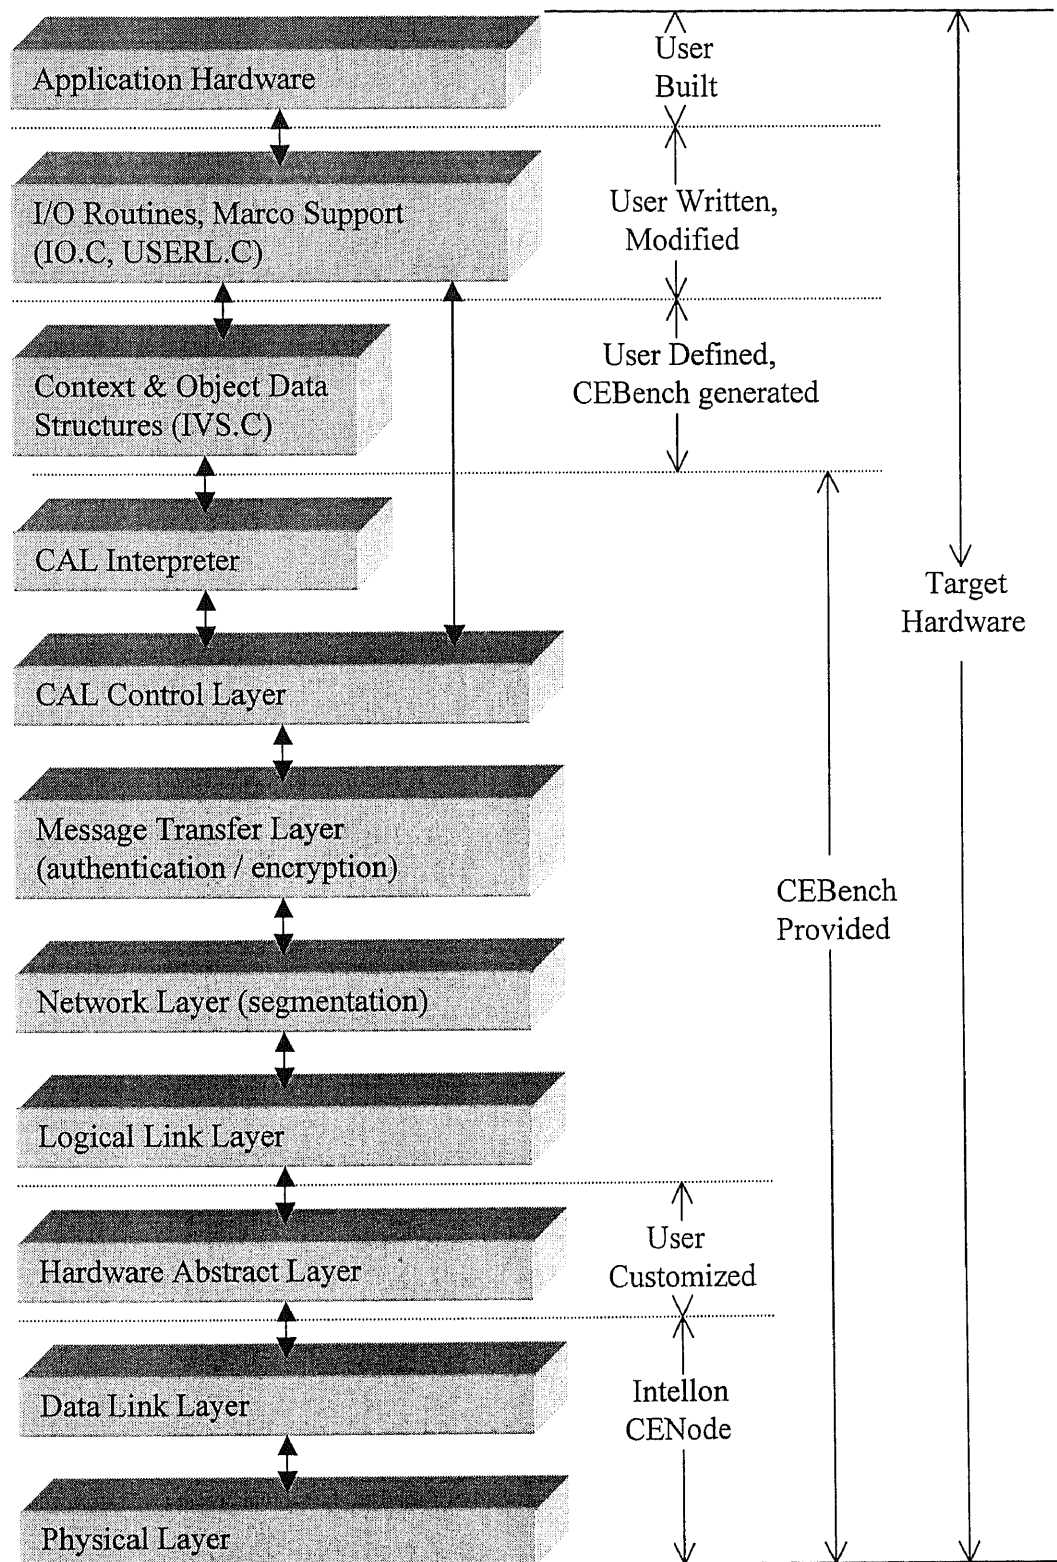 Application Hardware
User
Built
I/O Routines, Marco Support
(IO.C, USERL.C)
User Written,
Modified
Context & Object Data
Structures (IVS.C)
User Defined,
CEBench generated
CAL Interpreter
Target
Hardware
CAL Control Layer
Message Transfer Layer
(authentication / encryption)
CEBench
Provided
Network Layer (segmentation)
Logical Link Layer
Hardware Abstract Layer
User
Customized
Data Link Layer
Intellon
CENode
Physical Layer